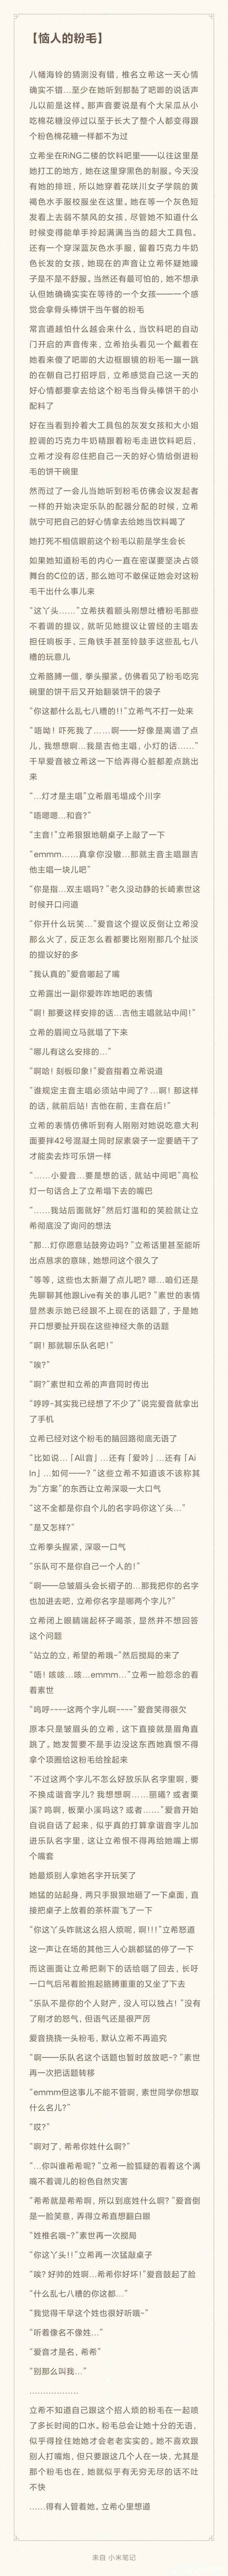 【恼人的粉毛】
八幡海铃的猜测没有错，椎名立希这一天心情
确实不错…至少在她听到那黏了吧唧的说话声
儿以前是这样。那声音要说是有个大呆瓜从小
吃棉花糖没停过以至于长大了整个人都变得跟
个粉色棉花糖一样都不为过
立希坐在RiNG二楼的饮料吧里——以往这里是
她打工的地方，她在这里穿黑色的制服。今天没
有她的排班，所以她穿着花咲川女子学院的黄
褐色水手服校服坐在这里。她在等一个灰色短
发看上去弱不禁风的女孩，尽管她不知道什么
时候变得能单手拎起满满当当的超大工具包。
还有一个穿深蓝灰色水手服，留着巧克力牛奶
色长发的女孩，她现在的声音让立希怀疑她嗓
子是不是不舒服。当然还有最可怕的，她不想承
认但她确确实实在等待的一个女孩——一个感
觉会拿骨头棒饼干当午餐的粉毛
常言道越怕什么越会来什么，当饮料吧的自动
门开启的声音传来，立希抬头看见一个戴着在
她看来傻了吧唧的大边框眼镜的粉毛一蹦一跳
的在朝自己打招呼后，立希感觉自己这一天的
好心情都要拿去给这个粉毛当骨头棒饼干的小
配料了
好在当看到拎着大工具包的灰发女孩和大小姐
腔调的巧克力牛奶精跟着粉毛走进饮料吧后，
立希才没有忍住把自己一天的好心情给倒进粉
毛的饼干碗里
然而过了一会儿当她听到粉毛仿佛会议发起者
一样的开始决定乐队的配器分配的时候，立希
就宁可把自己的好心情拿去给她当饮料喝了
她打死不相信眼前这个粉毛以前是学生会长
如果她知道粉毛的内心一直在密谋要坚决占领
舞台的C位的话，那么她可不敢保证她会对这粉
毛干出什么事儿来
“这丫头……”立希扶着额头刚想吐槽粉毛那些
不着调的提议，就听见她提议让曾经的主唱去
担任响板手，三角铁手甚至铃鼓手这些乱七八
糟的玩意儿
立希胳膊一僵，拳头攥紧。仿佛看见了粉毛吃完
碗里的饼干后又开始翻装饼干的袋子
“你这都什么乱七八糟的！！”立希气不打一处来
“唔呦！吓死我了……啊——好像是离谱了点
儿，我想想啊…我是吉他主唱，小灯的话……”
千早爱音被立希这一下给弄得心脏都差点跳出
来
“…灯才是主唱”立希眉毛塌成个川字
“唔嗯嗯…和音?”
“主音！”立希狠狠地朝桌子上敲了一下
“emmm……真拿你没辙…那就主音主唱跟吉
他主唱一块儿吧”
“你是指…双主唱吗？”老久没动静的长崎素世这
时候开口问道
“你开什么玩笑…”爱音这个提议反倒让立希没
那么火了，反正怎么看都要比刚刚那几个扯淡
的提议好的多
“我认真的”爱音嘟起了嘴
立希露出一副你爱咋咋地吧的表情
“啊！那要这样安排的话…吉他主唱就站中间！”
立希的眉间立马就塌了下来
“哪儿有这么安排的…”
“啊哈！刻板印象！”爱音指着立希说道
“谁规定主音主唱必须站中间了？…啊！那这样
的话，就前后站！吉他在前，主音在后！”
立希的表情仿佛听到有人刚刚对她说吃意大利
面要拌42号混凝土同时尿素袋子一定要晒干了
才能卖去炸可乐饼一样
“……小爱音…要是想的话，就站中间吧”高松
灯一句话合上了立希塌下去的嘴巴
“……我站后面就好”然后灯温和的笑脸就让立
希彻底没了询问的想法
“那…灯你愿意站鼓旁边吗？”立希话里甚至能听
出点恳求的意味，她想问这个很久了
“等等，这些也太新潮了点儿吧？嗯…咱们还是
先聊聊其他跟Live有关的事儿吧？”素世的表情
显然表示她已经跟不上现在的话题了，于是她
开口想要扯开现在这些神经大条的话题
“啊！那就聊乐队名吧！”
“唉？”
“啊？”素世和立希的声音同时传出
“哼哼-其实我已经想了不少了”说完爱音就拿出
了手机
立希已经对这个粉毛的脑回路彻底无语了
“比如说…「All音」…还有「爱吟」…还有「Ai
In」…如何——？”这些立希不知道该不该称其
为“方案”的东西让立希深吸一大口气
“这不全都是你自个儿的名字吗你这丫头…”
“是又怎样？”
立希拳头握紧，深吸一口气
“乐队可不是你自己一个人的！”
“啊——总皱眉头会长褶子的…那我把你的名字
也加进去吧，立希你名字是哪两个字儿？”
立希闭上眼睛端起杯子喝茶，显然并不想回答
这个问题
“站立的立，希望的希哦~”然后搅局的来了
“唔！咳咳…咳…emmm…”立希一脸怨念的看
着素世
“呜呼~~~~这两个字儿啊~~~~”爱音笑得很欠
原本只是皱眉头的立希，这下直接就是眉角直
跳了。她发誓要不是手边没这东西她真恨不得
拿个项圈给这粉毛给拴起来
“不过这两个字儿不怎么好放乐队名字里啊，要
不换成谐音字儿？我想想啊……丽曦？或者栗
溪？呜啊，板栗小溪吗这？或者……”爱音开始
自说自话了起来，似乎真的打算拿谐音字儿加
进乐队名字里，这让立希恨不得再给她嘴上绑
个嘴套
她最烦别人拿她名字开玩笑了
她猛的站起身，两只手狠狠地砸了一下桌面，直
接把桌子上放着的茶杯震飞了一下
“你这丫头咋就这么招人烦呢，啊！！！”立希怒道
这一声让在场的其他三人心跳都猛的停了一下
而这画面让立希把剩下的话给咽了回去，长吁
一口气后吊着脸抱起胳膊重重的又坐了下去
“乐队不是你的个人财产，没人可以独占！”没有
了刚才的怒气，但语气还是很严厉
爱音挠挠一头粉毛，默认立希不再追究
“啊——乐队名这个话题也暂时放放吧~？”素世
再一次把话题转移
“emmm但这事儿不能不管啊，素世同学你想取
什么名儿？”
“哎？”
“啊对了，希希你姓什么啊？”
“…你叫谁希希呢？”立希一脸狐疑的看着这个满
嘴不着调儿的粉色自然灾害
“希希就是希希啊，所以到底姓什么啊？”爱音倒
是一脸笑意，弄得立希直想翻白眼
“姓椎名哦~？”素世再一次搅局
“你这丫头！！”立希再一次猛敲桌子
“唉？好帅的姓啊…希希你好坏！”爱音鼓起了脸
“什么乱七八糟的你这都…”
“我觉得千早这个姓也很好听哦~”
“听着像名不像姓…”
“爱音才是名，希希”
“别那么叫我…”
………………
立希不知道自己跟这个招人烦的粉毛在一起喷
了多长时间的口水。粉毛总会让她十分的无语，
似乎得拴住她她才会老老实实的。她不喜欢跟
别人打嘴炮，但只要跟这几个人在一块，尤其是
那个粉毛也在，她就似乎有无穷无尽的话不吐
不快
……得有人管着她。立希心里想道
来自 小米笔记